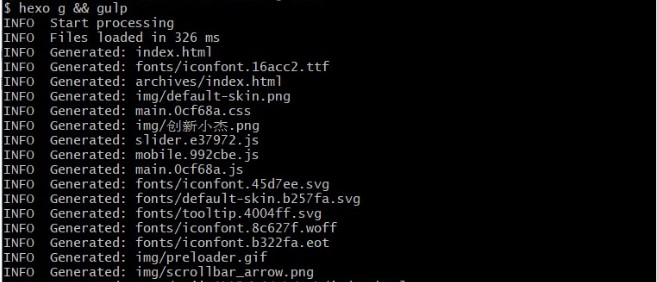 $ hexo g && gulp
INFO  Start processing
INFO  Files loaded in 326 ms
INFO  Generated: index.html
INFO  Generated: fonts/iconfont.16acc2.ttf
INFO  Generated: archives/index.html
INFO  Generated: img/default-skin.png
INFO  Generated: main.0cf68a.css
INFO  Generated: img/创新小杰.png
INFO  Generated: slider.e37972.js
INFO  Generated: mobile.992cbe.js
INFO  Generated: main.0cf68a.js
INFO  Generated: fonts/iconfont.45d7ee.svg
INFO  Generated: fonts/default-skin.b257fa.svg
INFO  Generated: fonts/tooltip.4004ff.svg
INFO  Generated: fonts/iconfont.8c627f.woff
INFO  Generated: fonts/iconfont.b322fa.eot
INFO  Generated: img/preloader.gif
INFO  Generated: img/scrollbar_arrow.png